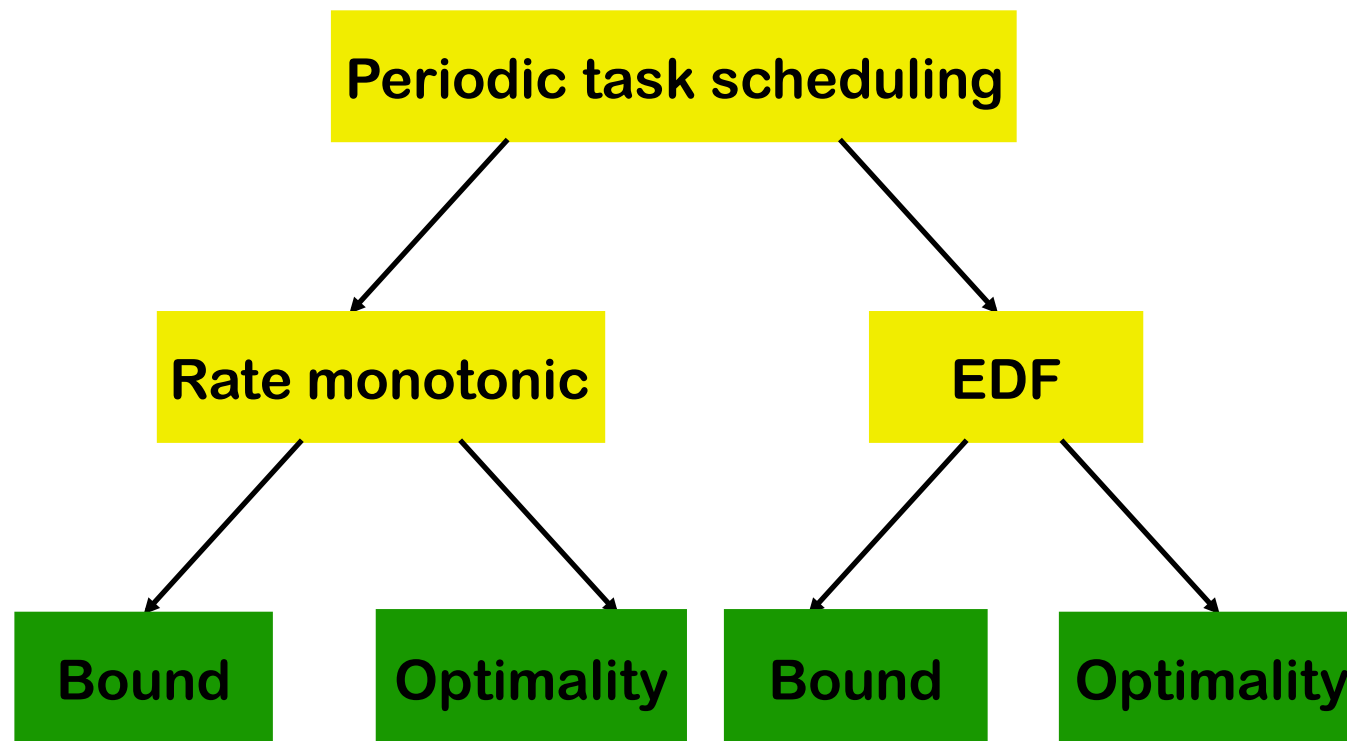 Periodic task scheduling
Rate monotonic
EDF
Bound
Optimality
Bound
Optimality